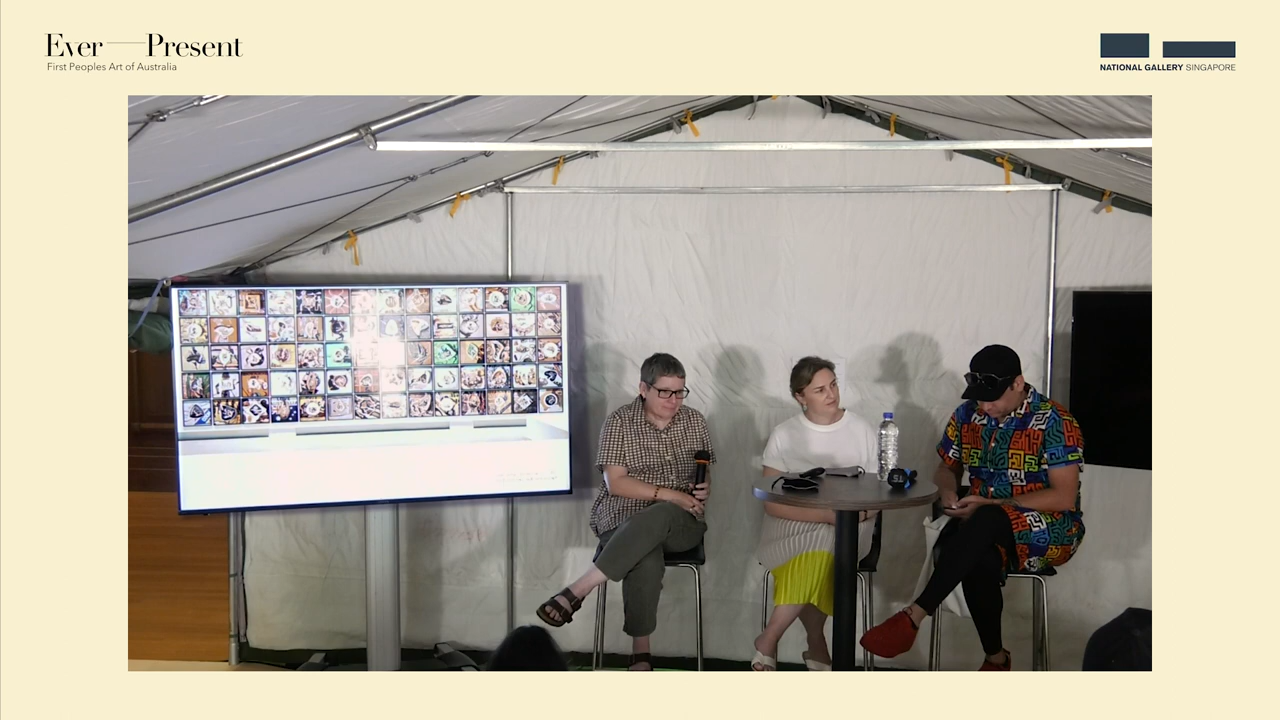 Ever — Present
First Peoples Art of Australia
NATIONAL GALLERY SINGAPORE